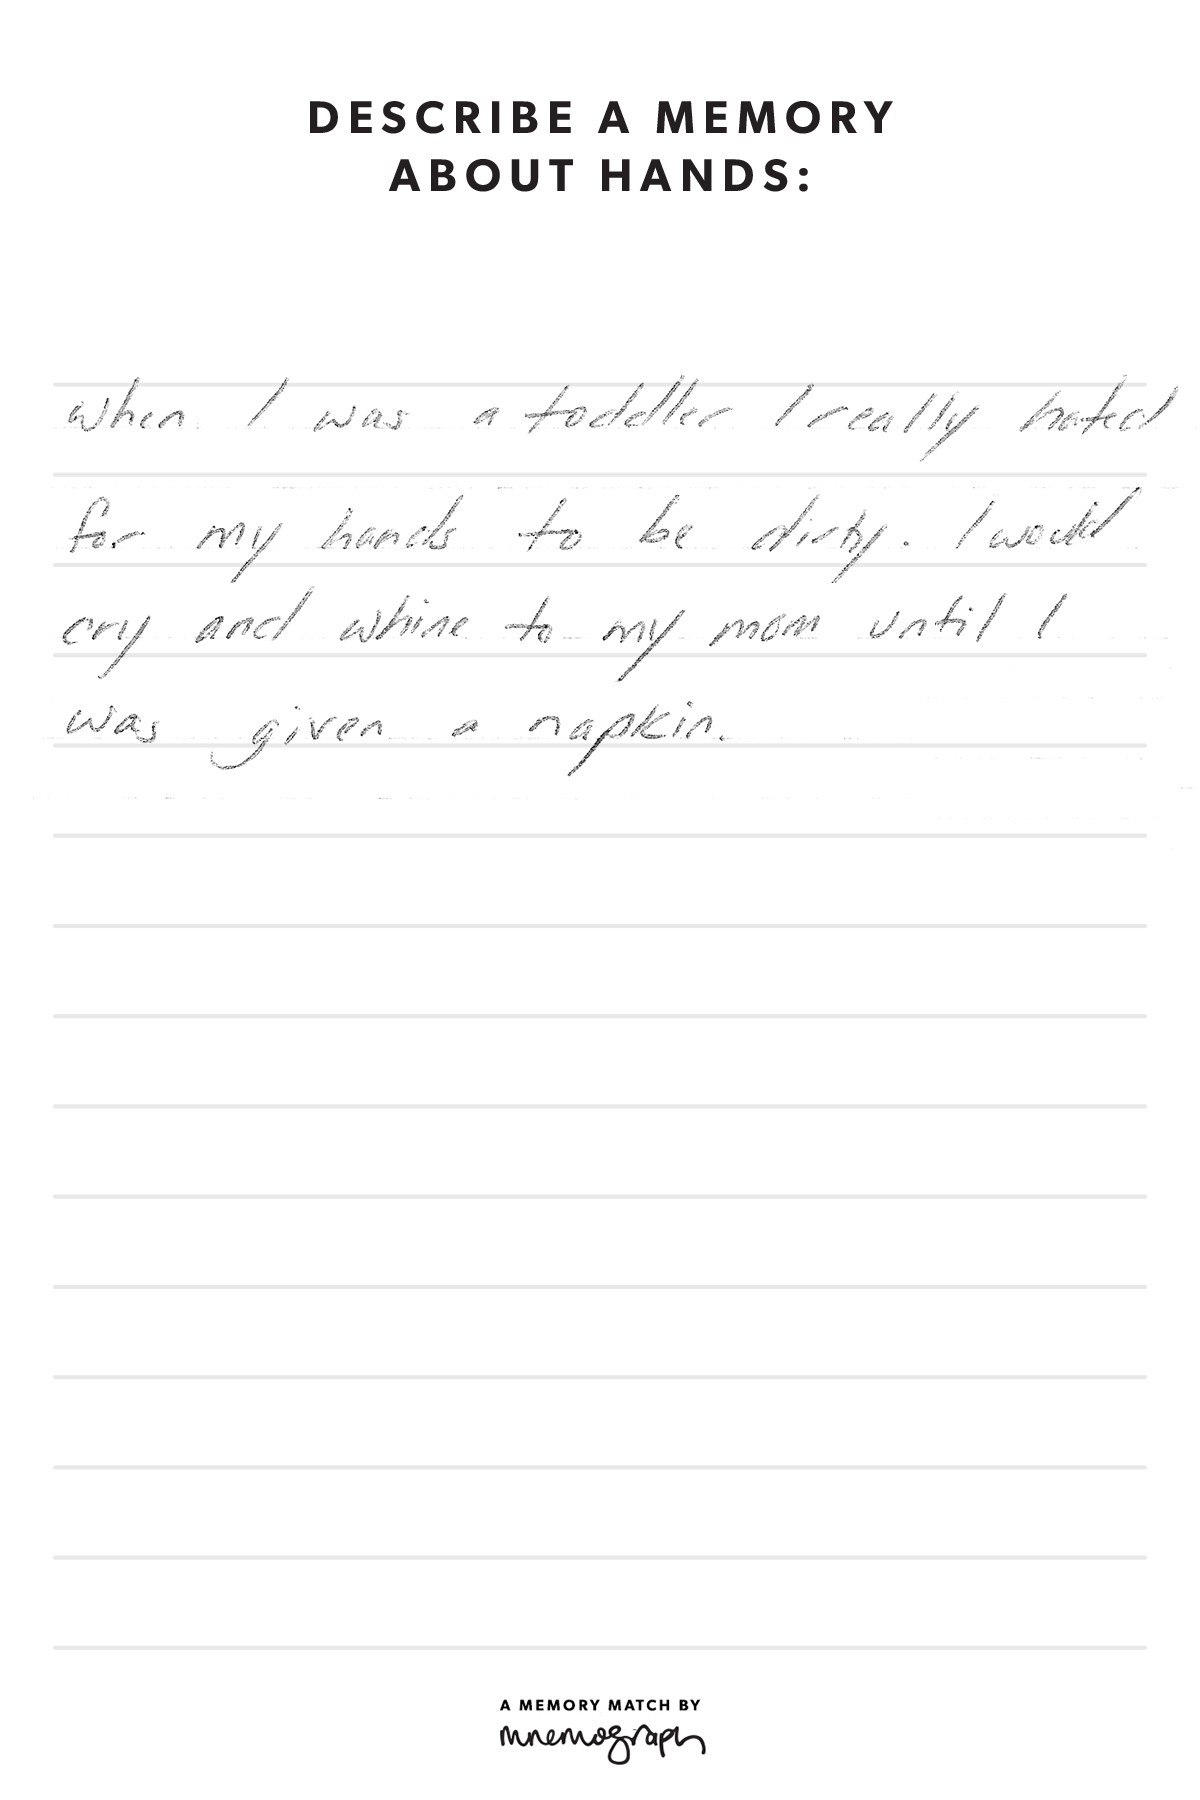 DESCRIBE A MEMORY
ABOUT HANDS:
when I was a toddler I really hated
for my hands to be dirty. I would
cry and whine to my mom until I
was given a napkin.
A MEMORY MATCH BY
mnemograph